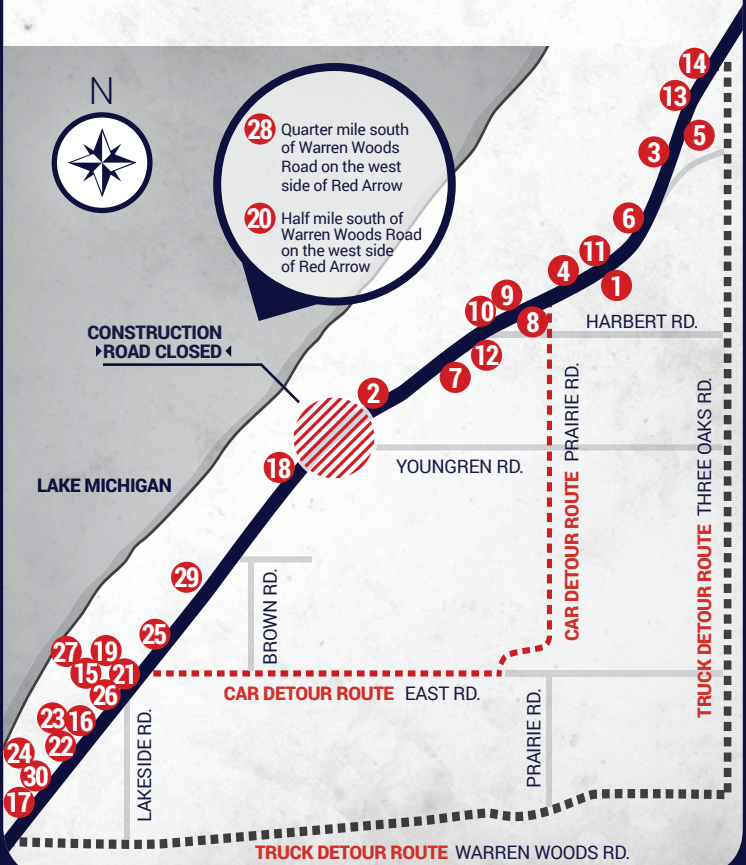 N
28 Quarter mile south
of Warren Woods
Road on the west
side of Red Arrow
20 Half mile south of
Warren Woods Road
on the west side
of Red Arrow
14
13
5
3
6
11
1
4
9
10
8
HARBERT RD.
12
7
2
CONSTRUCTION
ROAD CLOSED
18
YOUNGREN RD.
LAKE MICHIGAN
CAR DETOUR ROUTE PRAIRIE RD.
TRUCK DETOUR ROUTE THREE OAKS RD.
29
BROWN RD.
25
27
19
15
21
26
CAR DETOUR ROUTE EAST RD.
23
16
22
24
30
17
LAKESIDE RD.
PRAIRIE RD.
TRUCK DETOUR ROUTE WARREN WOODS RD.